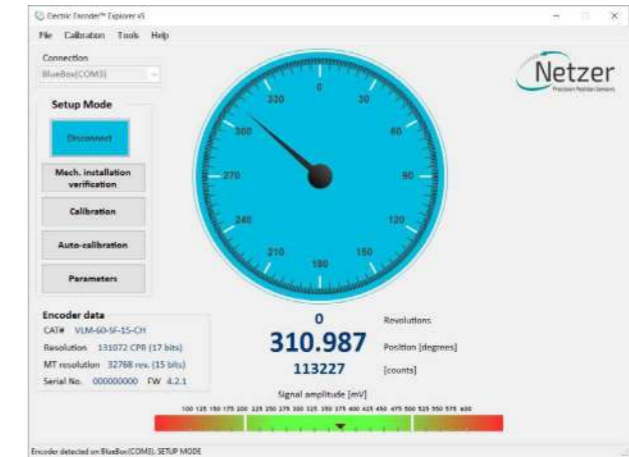 Electric Encoder™ Explorer v5
File Calibration Tools Help
Connection
BlueBox(COM3)
Setup Mode
Disconnect
Mech. installation
verification
Calibration
Auto-calibration
Parameters
Netzer
Precision Position Sensors
0
30
60
90
120
150
180
210
240
270
300
330
Encoder data
CAT# VLM-60-SF-15-CH
Resolution 131072 CPR (17 bits)
MT resolution 32768 rev. (15 bits)
Serial No. 000000000 FW 4.2.1
0 Revolutions
310.987 Position [degrees]
113227 [counts]
Signal amplitude [mV]
100 125 150 175 200 225 250 275 300 325 350 375 400 425 450 475 500 525 550 575 600
Encoder detected on BlueBox(COM3). SETUP MODE